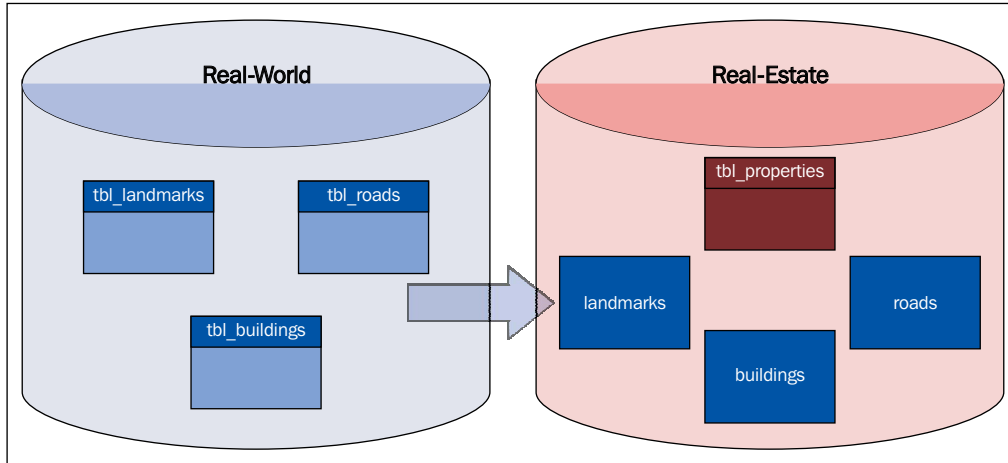 Real-World
tbl_landmarks
tbl_roads
tbl_buildings
Real-Estate
tbl_properties
landmarks
roads
buildings